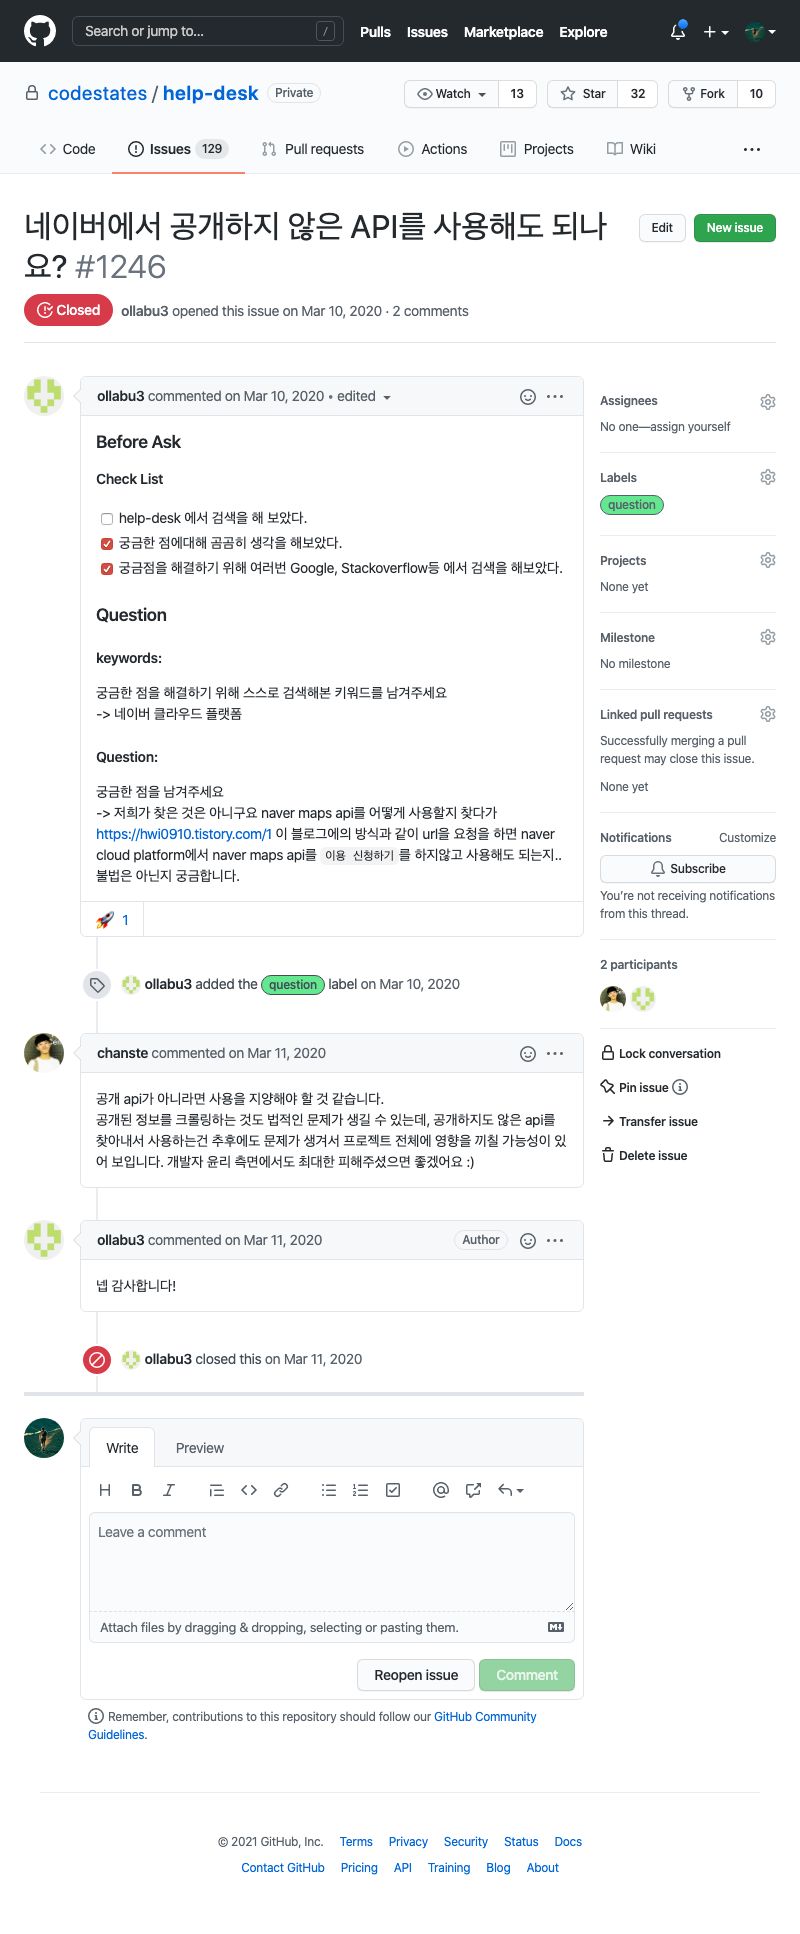 Search or jump to...
/
Pulls Issues Marketplace Explore
codestates / help-desk Private
Watch 13 Star 32 Fork 10
Code Issues 129 Pull requests Actions Projects Wiki ...
네이버에서 공개하지 않은 API를 사용해도 되나
요? #1246
Edit New issue
Closed ollabu3 opened this issue on Mar 10, 2020 · 2 comments
ollabu3 commented on Mar 10, 2020 • edited
Before Ask
Check List
help-desk 에서 검색을 해 보았다.
궁금한 점에대해 곰곰히 생각을 해보았다.
궁금점을 해결하기 위해 여러번 Google, Stackoverflow등 에서 검색을 해보았다.
Question
keywords:
궁금한 점을 해결하기 위해 스스로 검색해본 키워드를 남겨주세요
-> 네이버 클라우드 플랫폼
Question:
궁금한 점을 남겨주세요
-> 저희가 찾은 것은 아니구요 naver maps api를 어떻게 사용할지 찾다가
https://hwi0910.tistory.com/1 이 블로그에의 방식과 같이 url을 요청을 하면 naver
cloud platform에서 naver maps api를 이용 신청하기 를 하지않고 사용해도 되는지..
불법은 아닌지 궁금합니다.
🚀 1
ollabu3 added the question label on Mar 10, 2020
chanste commented on Mar 11, 2020
공개 api가 아니라면 사용을 지양해야 할 것 같습니다.
공개된 정보를 크롤링하는 것도 법적인 문제가 생길 수 있는데, 공개하지도 않은 api를
찾아내서 사용하는건 추후에도 문제가 생겨서 프로젝트 전체에 영향을 끼칠 가능성이 있
어 보입니다. 개발자 윤리 측면에서도 최대한 피해주셨으면 좋겠어요 :)
ollabu3 commented on Mar 11, 2020 Author
넵 감사합니다!
ollabu3 closed this on Mar 11, 2020
Assignees
No one—assign yourself
Labels
question
Projects
None yet
Milestone
No milestone
Linked pull requests
Successfully merging a pull
request may close this issue.
None yet
Notifications Customize
Subscribe
You're not receiving notifications
from this thread.
2 participants
Lock conversation
Pin issue
Transfer issue
Delete issue
Write Preview
H B I
Leave a comment
Attach files by dragging & dropping, selecting or pasting them.
Reopen issue Comment
Remember, contributions to this repository should follow our GitHub Community
Guidelines.
© 2021 GitHub, Inc. Terms Privacy Security Status Docs
Contact GitHub Pricing API Training Blog About